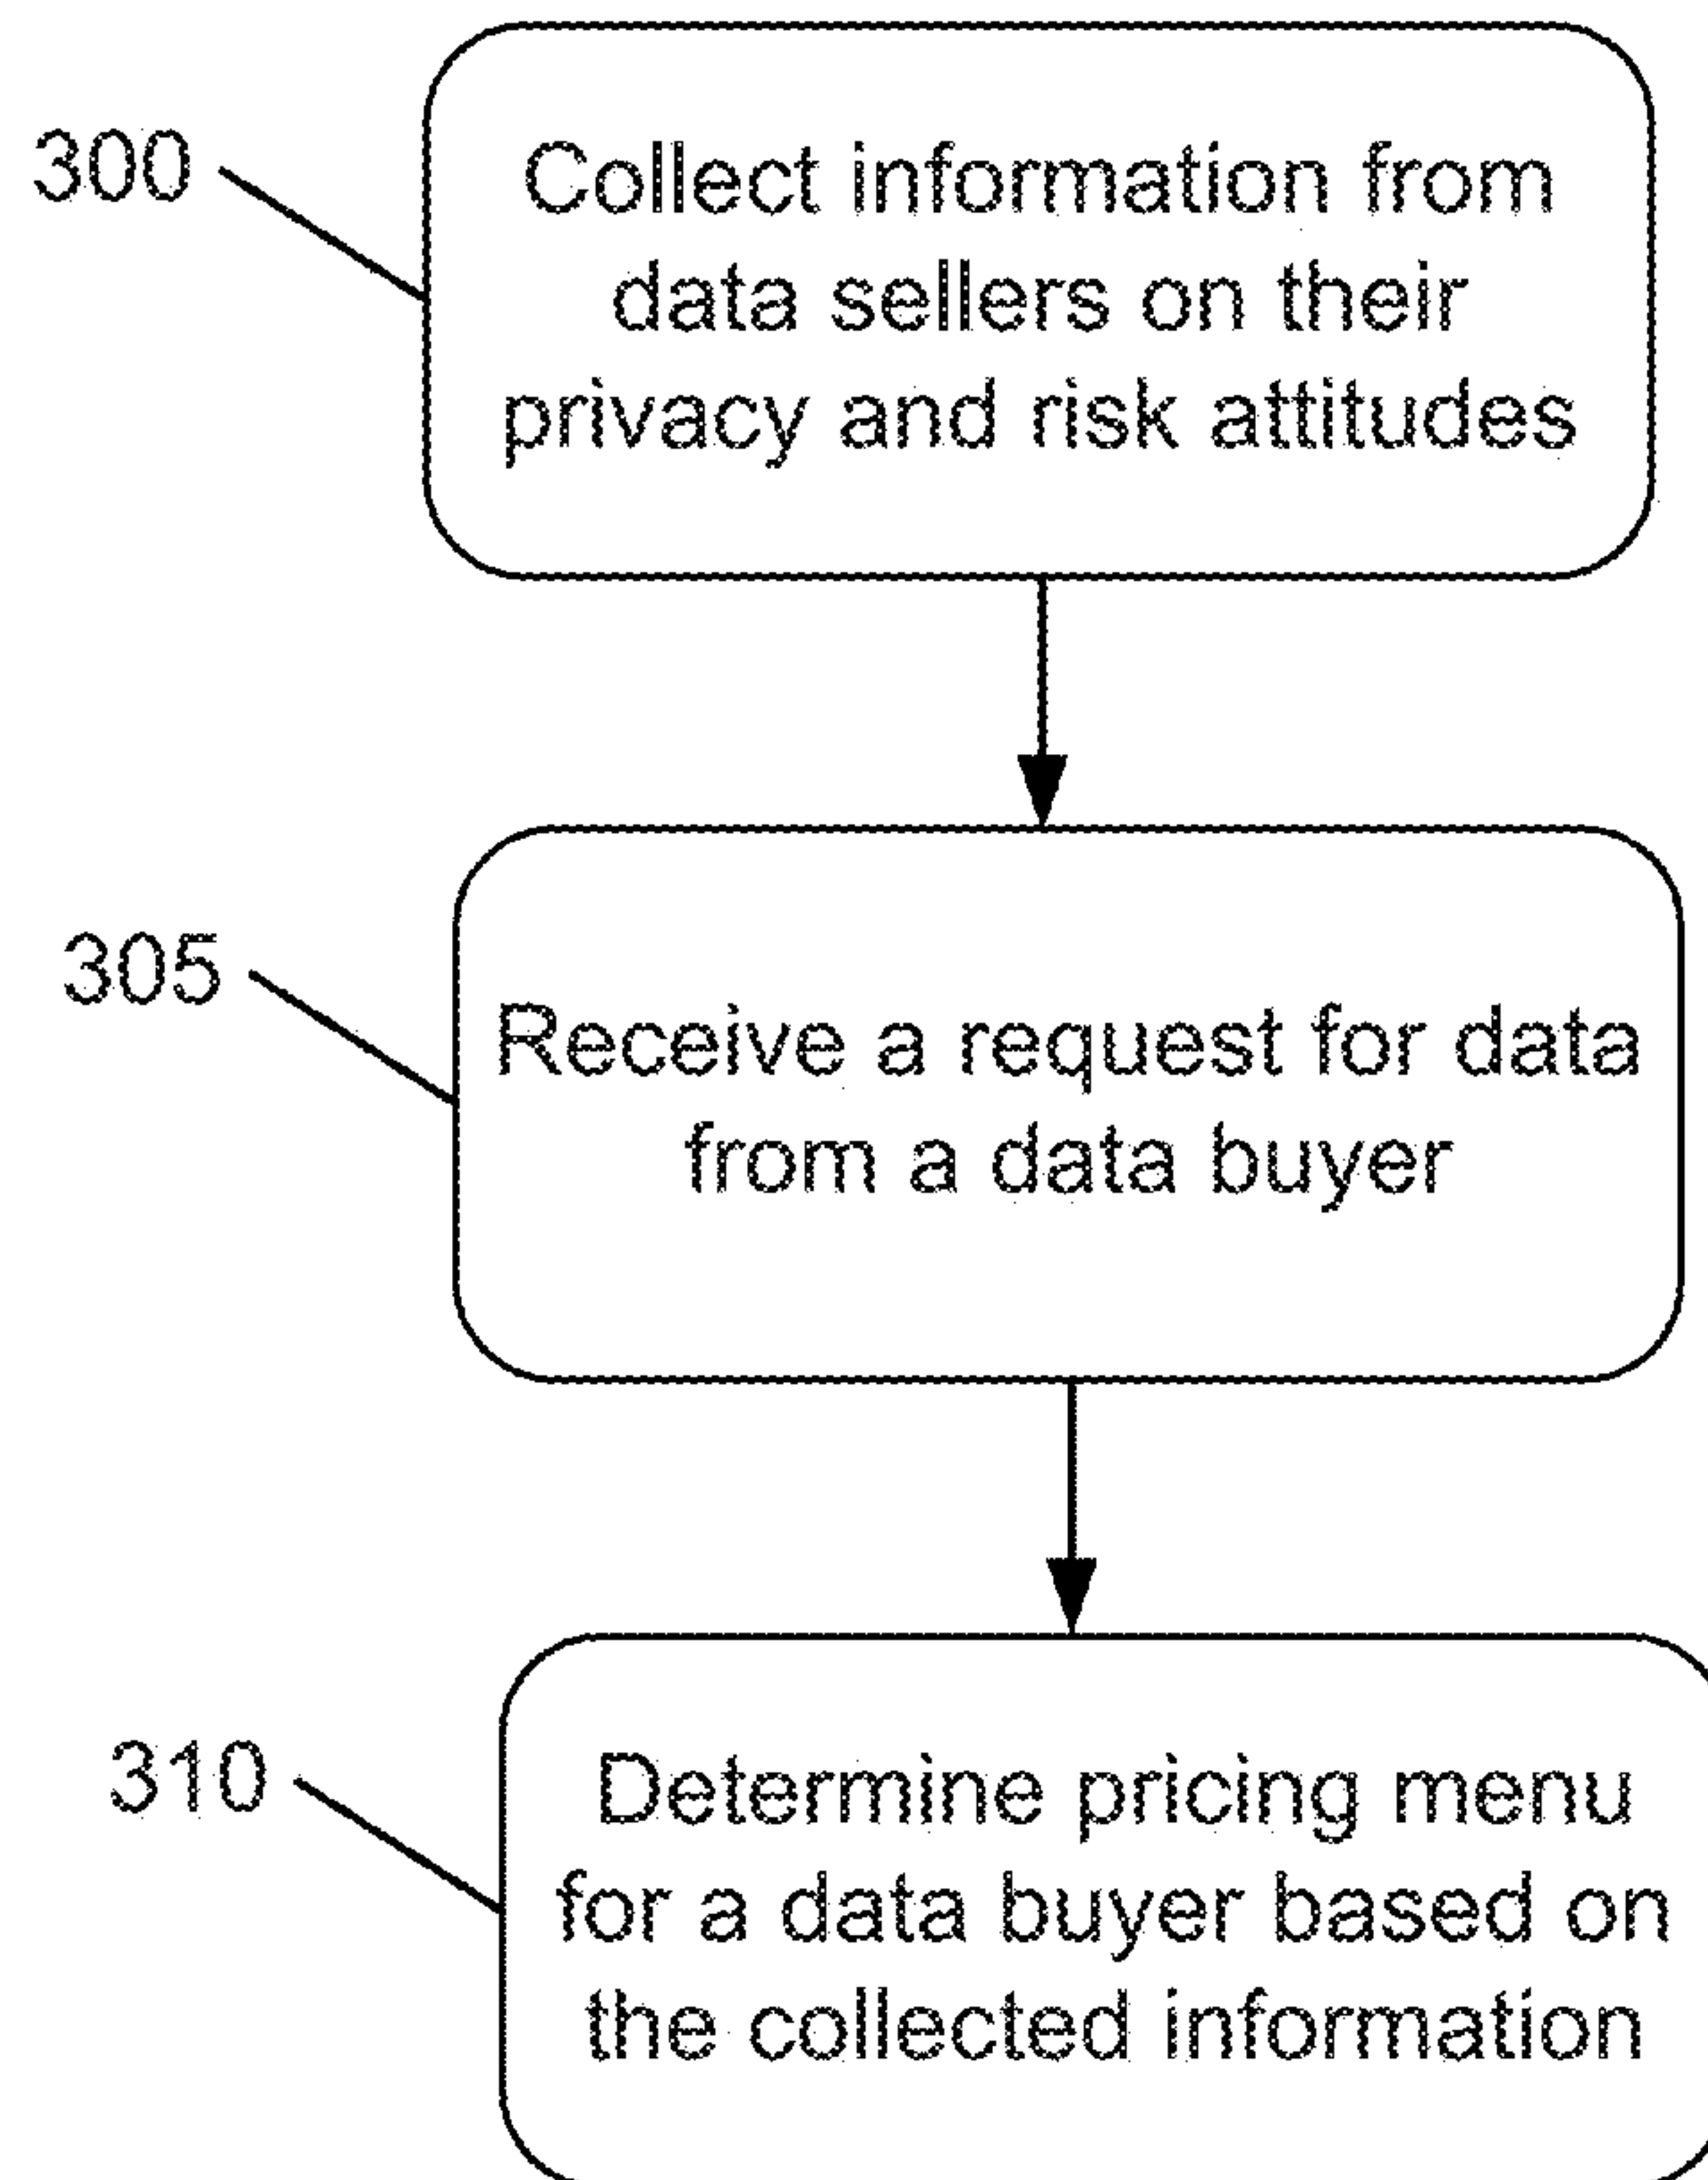 300
Collect information from
data sellers on their
privacy and risk attitudes
305
Receive a request for data
from a data buyer
310
Determine pricing menu
for a data buyer based on
the collected information